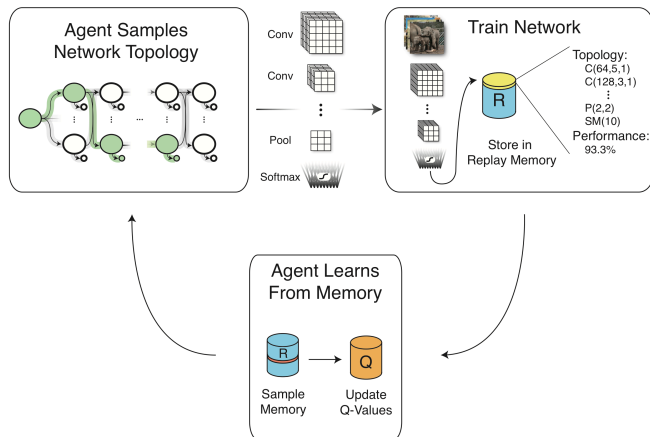 Agent Samples
Network Topology
...
Conv
Conv
Pool
Softmax
Train Network
R
Store in
Replay Memory
Topology:
C(64,5,1)
C(128,3,1)
P(2,2)
SM(10)
Performance:
93.3%
Agent Learns
From Memory
R
Sample
Memory
Q
Update
Q-Values